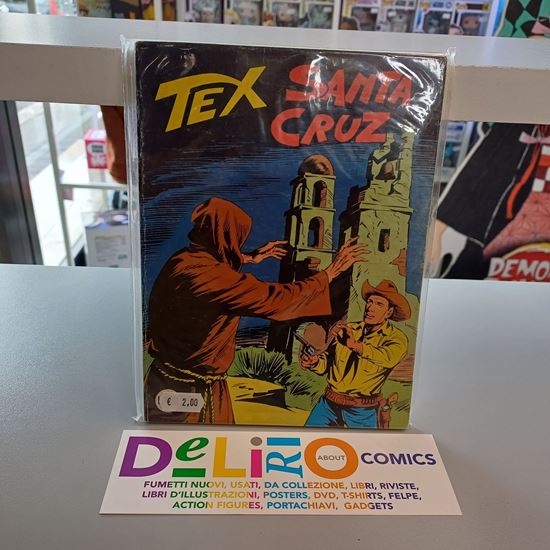 TEX
SANTA
CRUZ
€ 2.00
DeLiRiO ABOUT COMICS
FUMETTI NUOVI, USATI, DA COLLEZIONE, LIBRI, RIVISTE,
LIBRI D'ILLUSTRAZIONI, POSTERS, DVD, T-SHIRTS, FELPE,
ACTION FIGURES, PORTACHIAVI, GADGETS
DEMO